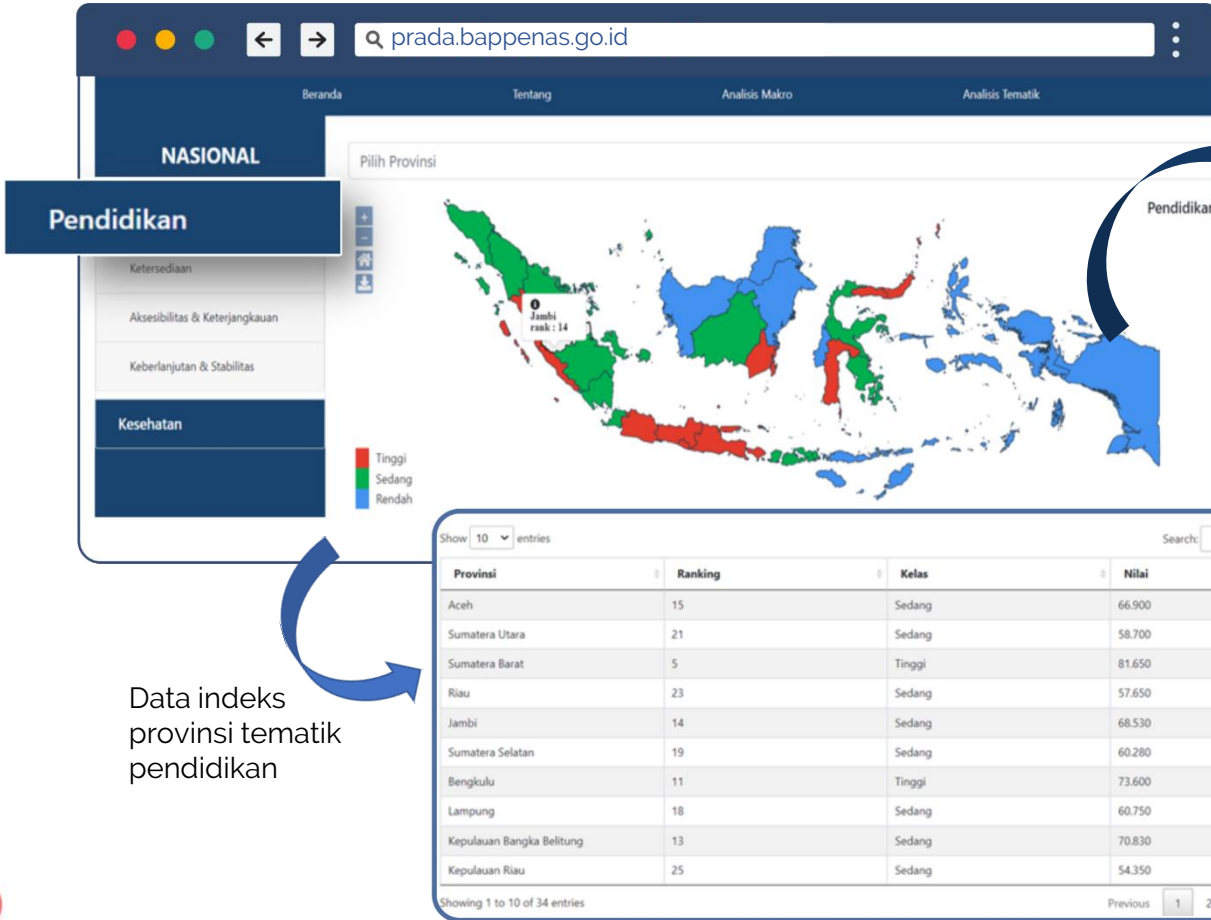 prada.bappenas.go.id
Beranda Tentang Analisis Makro Analisis Tematik
NASIONAL
Pilih Provinsi
Pendidikan
Pendidikan
Ketersediaan
Aksesibilitas & Keterjangkauan
Keberlanjutan & Stabilitas
Kesehatan
Jambi
rank : 14
Tinggi
Sedang
Rendah
Show 10 entries Search:
Provinsi Ranking Kelas Nilai
Aceh 15 Sedang 66.900
Sumatera Utara 21 Sedang 58.700
Sumatera Barat 5 Tinggi 81.650
Riau 23 Sedang 57.650
Jambi 14 Sedang 68.530
Sumatera Selatan 19 Sedang 60.280
Bengkulu 11 Tinggi 73.600
Lampung 18 Sedang 60.750
Kepulauan Bangka Belitung 13 Sedang 70.830
Kepulauan Riau 25 Sedang 54.350
Showing 1 to 10 of 34 entries Previous 1 2
Data indeks
provinsi tematik
pendidikan